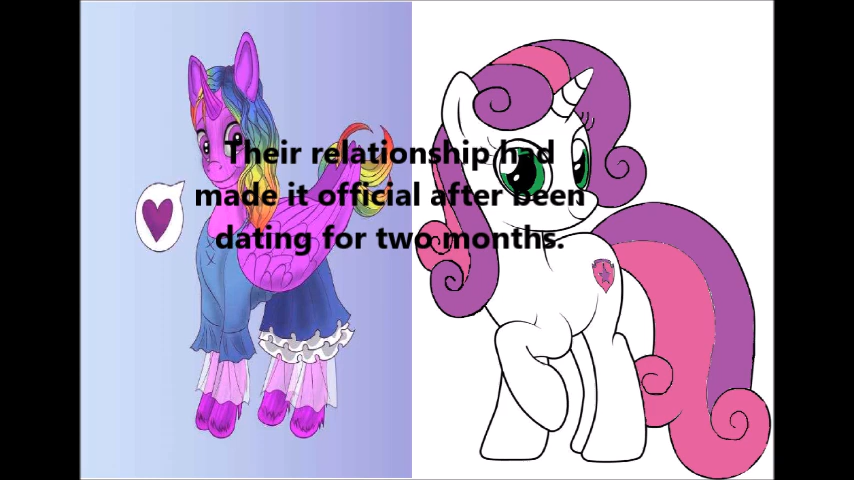 Their relationship had
made it official after been
dating for two months.